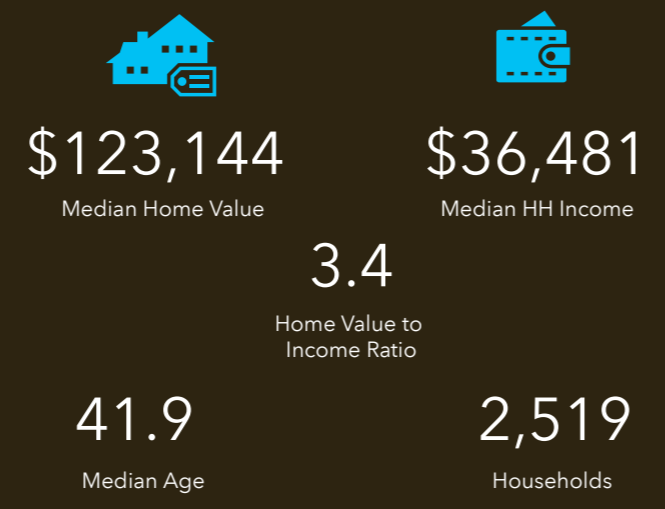 $123,144
Median Home Value
$36,481
Median HH Income
3.4
Home Value to
Income Ratio
41.9
Median Age
2,519
Households